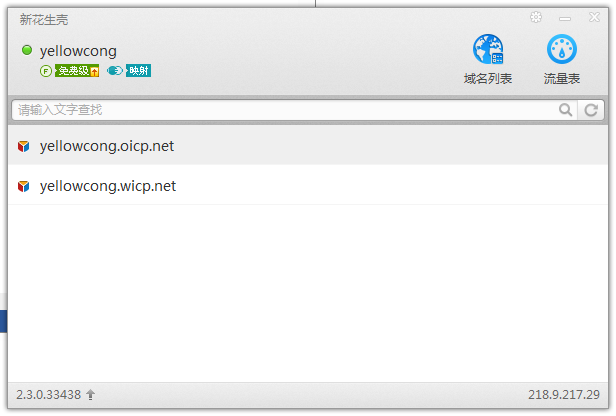 新花生壳
yellowcong
F 免费级 映射
域名列表 流量表
请输入文字查找
yellowcong.oicp.net
yellowcong.wicp.net
2.3.0.33438 218.9.217.29